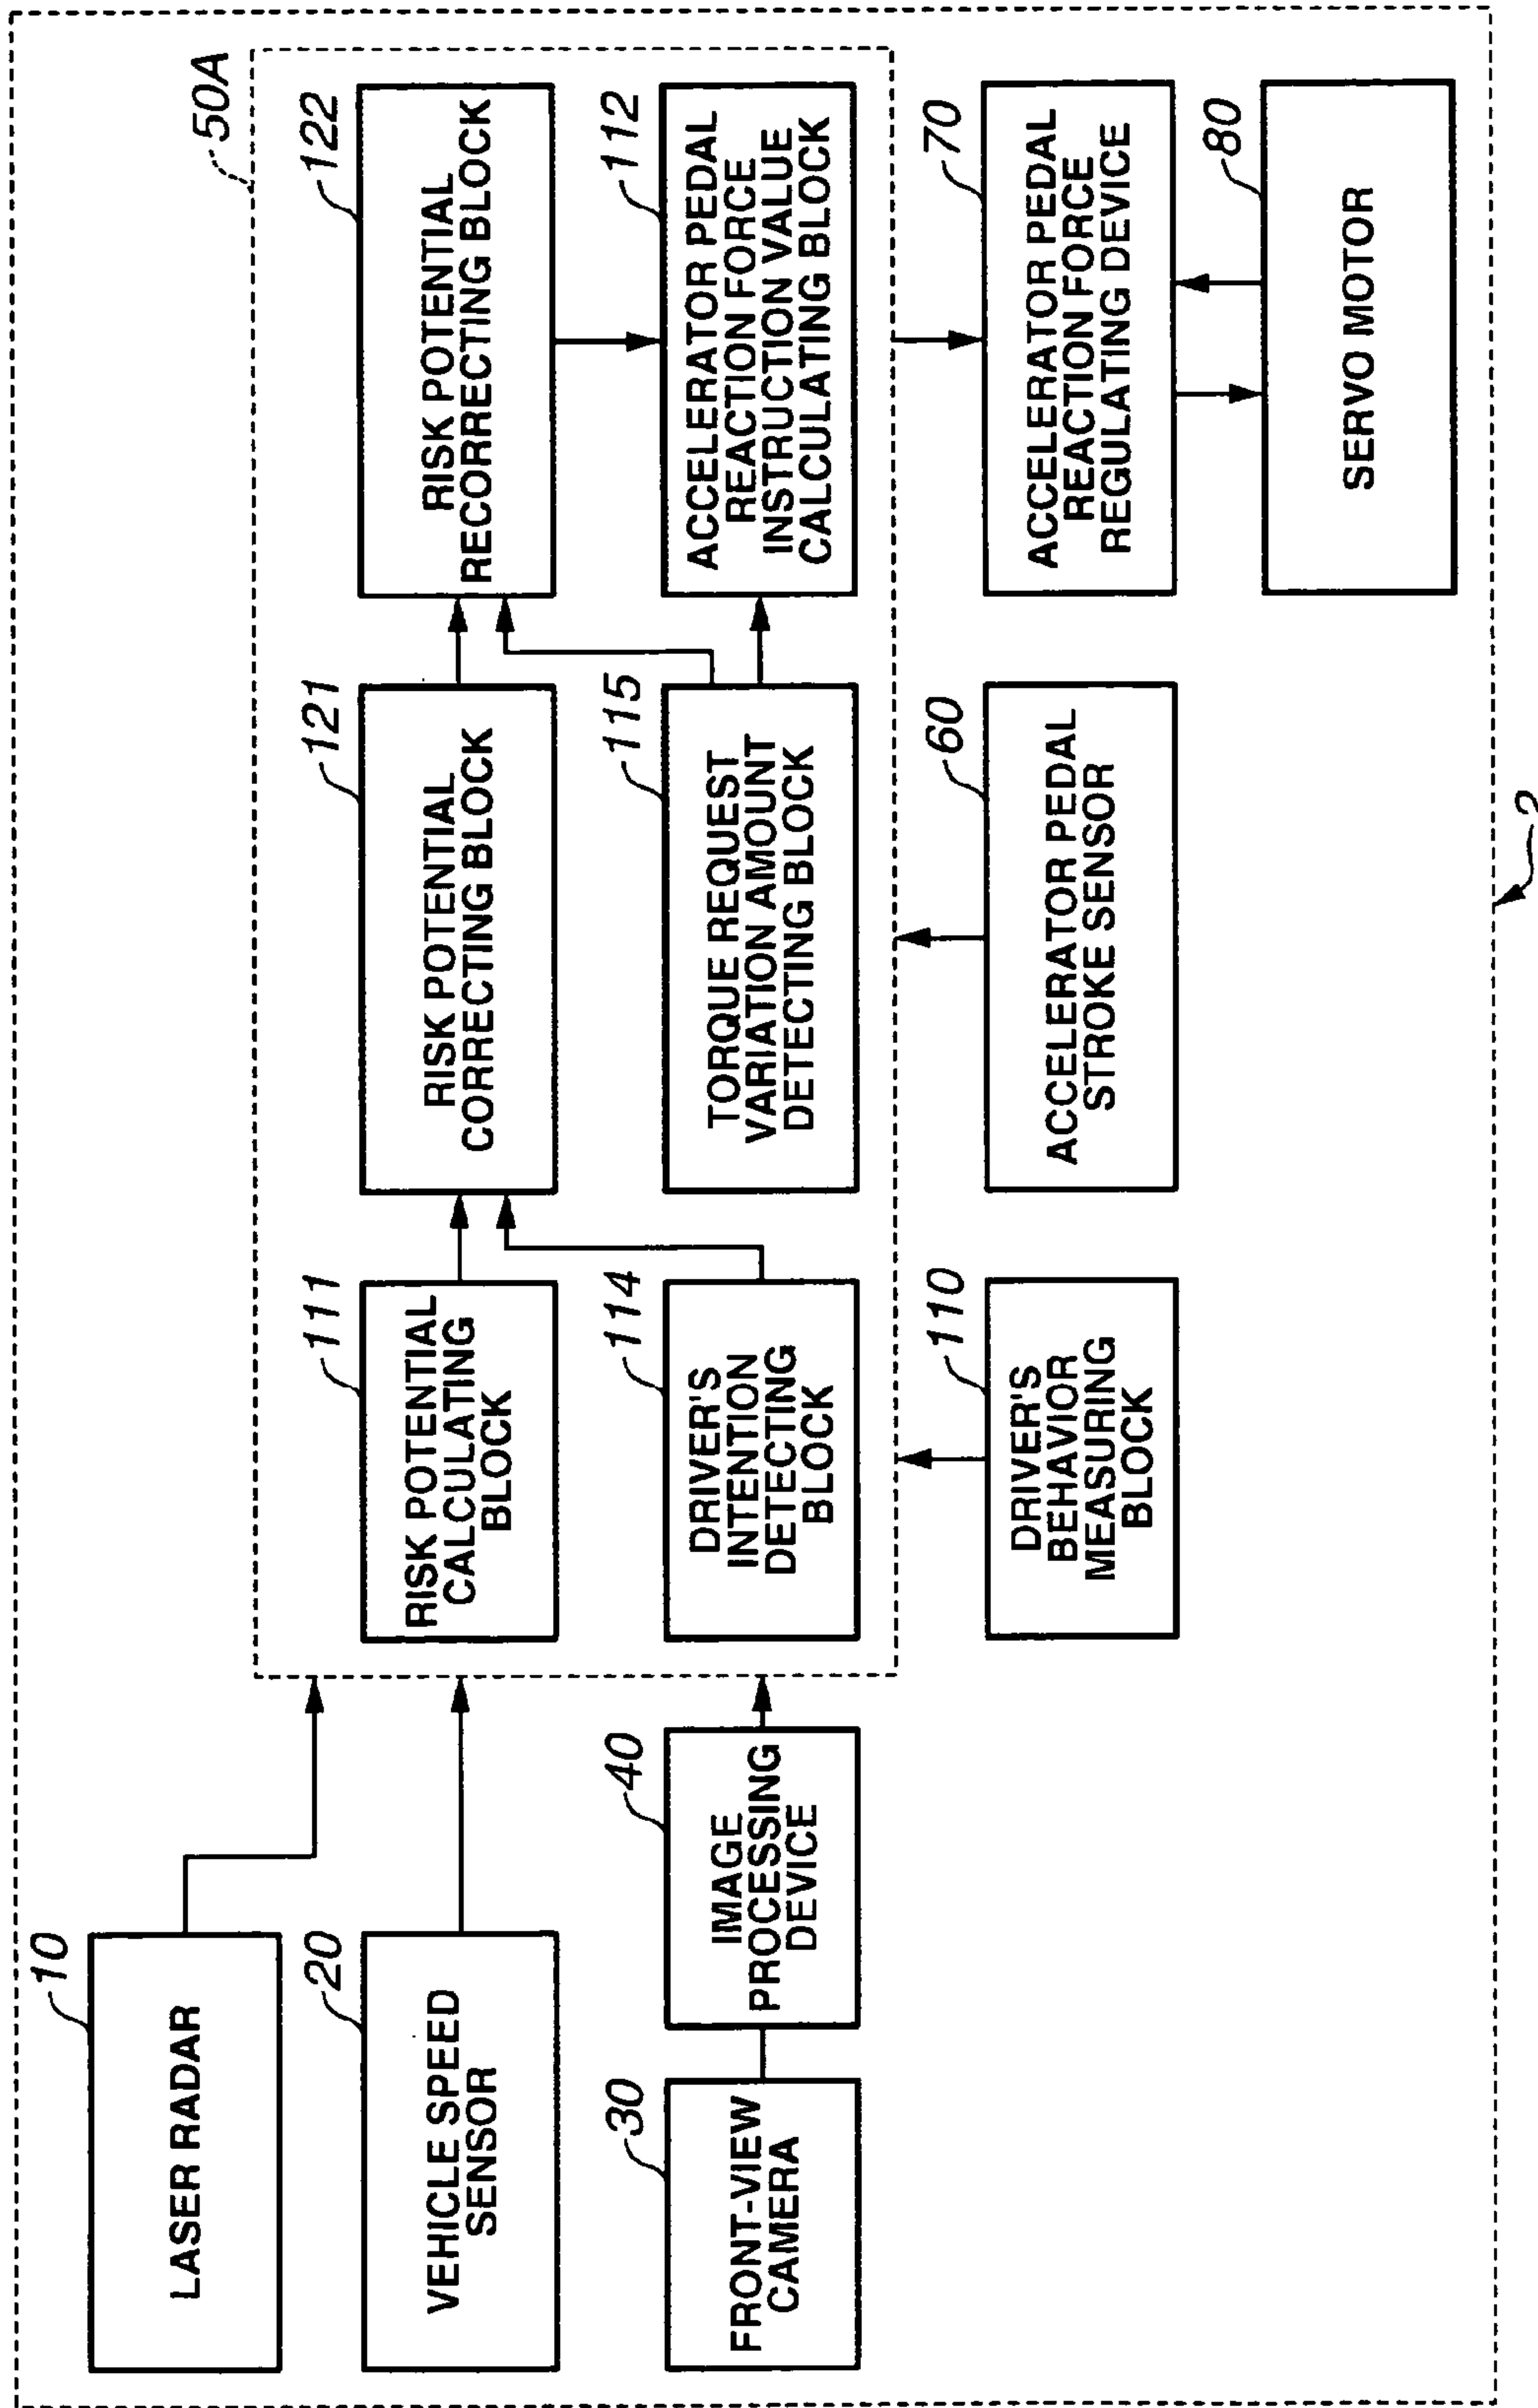 10
LASER RADAR
20
VEHICLE SPEED
SENSOR
30
FRONT-VIEW
CAMERA
40
IMAGE
PROCESSING
DEVICE
50A
111
RISK POTENTIAL
CALCULATING
BLOCK
121
RISK POTENTIAL
CORRECTING BLOCK
122
RISK POTENTIAL
RECORRECTING BLOCK
114
DRIVER'S
INTENTION
DETECTING
BLOCK
115
TORQUE REQUEST
VARIATION AMOUNT
DETECTING BLOCK
112
ACCELERATOR PEDAL
REACTION FORCE
INSTRUCTION VALUE
CALCULATING BLOCK
110
DRIVER'S
BEHAVIOR
MEASURING
BLOCK
60
ACCELERATOR PEDAL
STROKE SENSOR
70
ACCELERATOR PEDAL
REACTION FORCE
REGULATING DEVICE
80
SERVO MOTOR
2